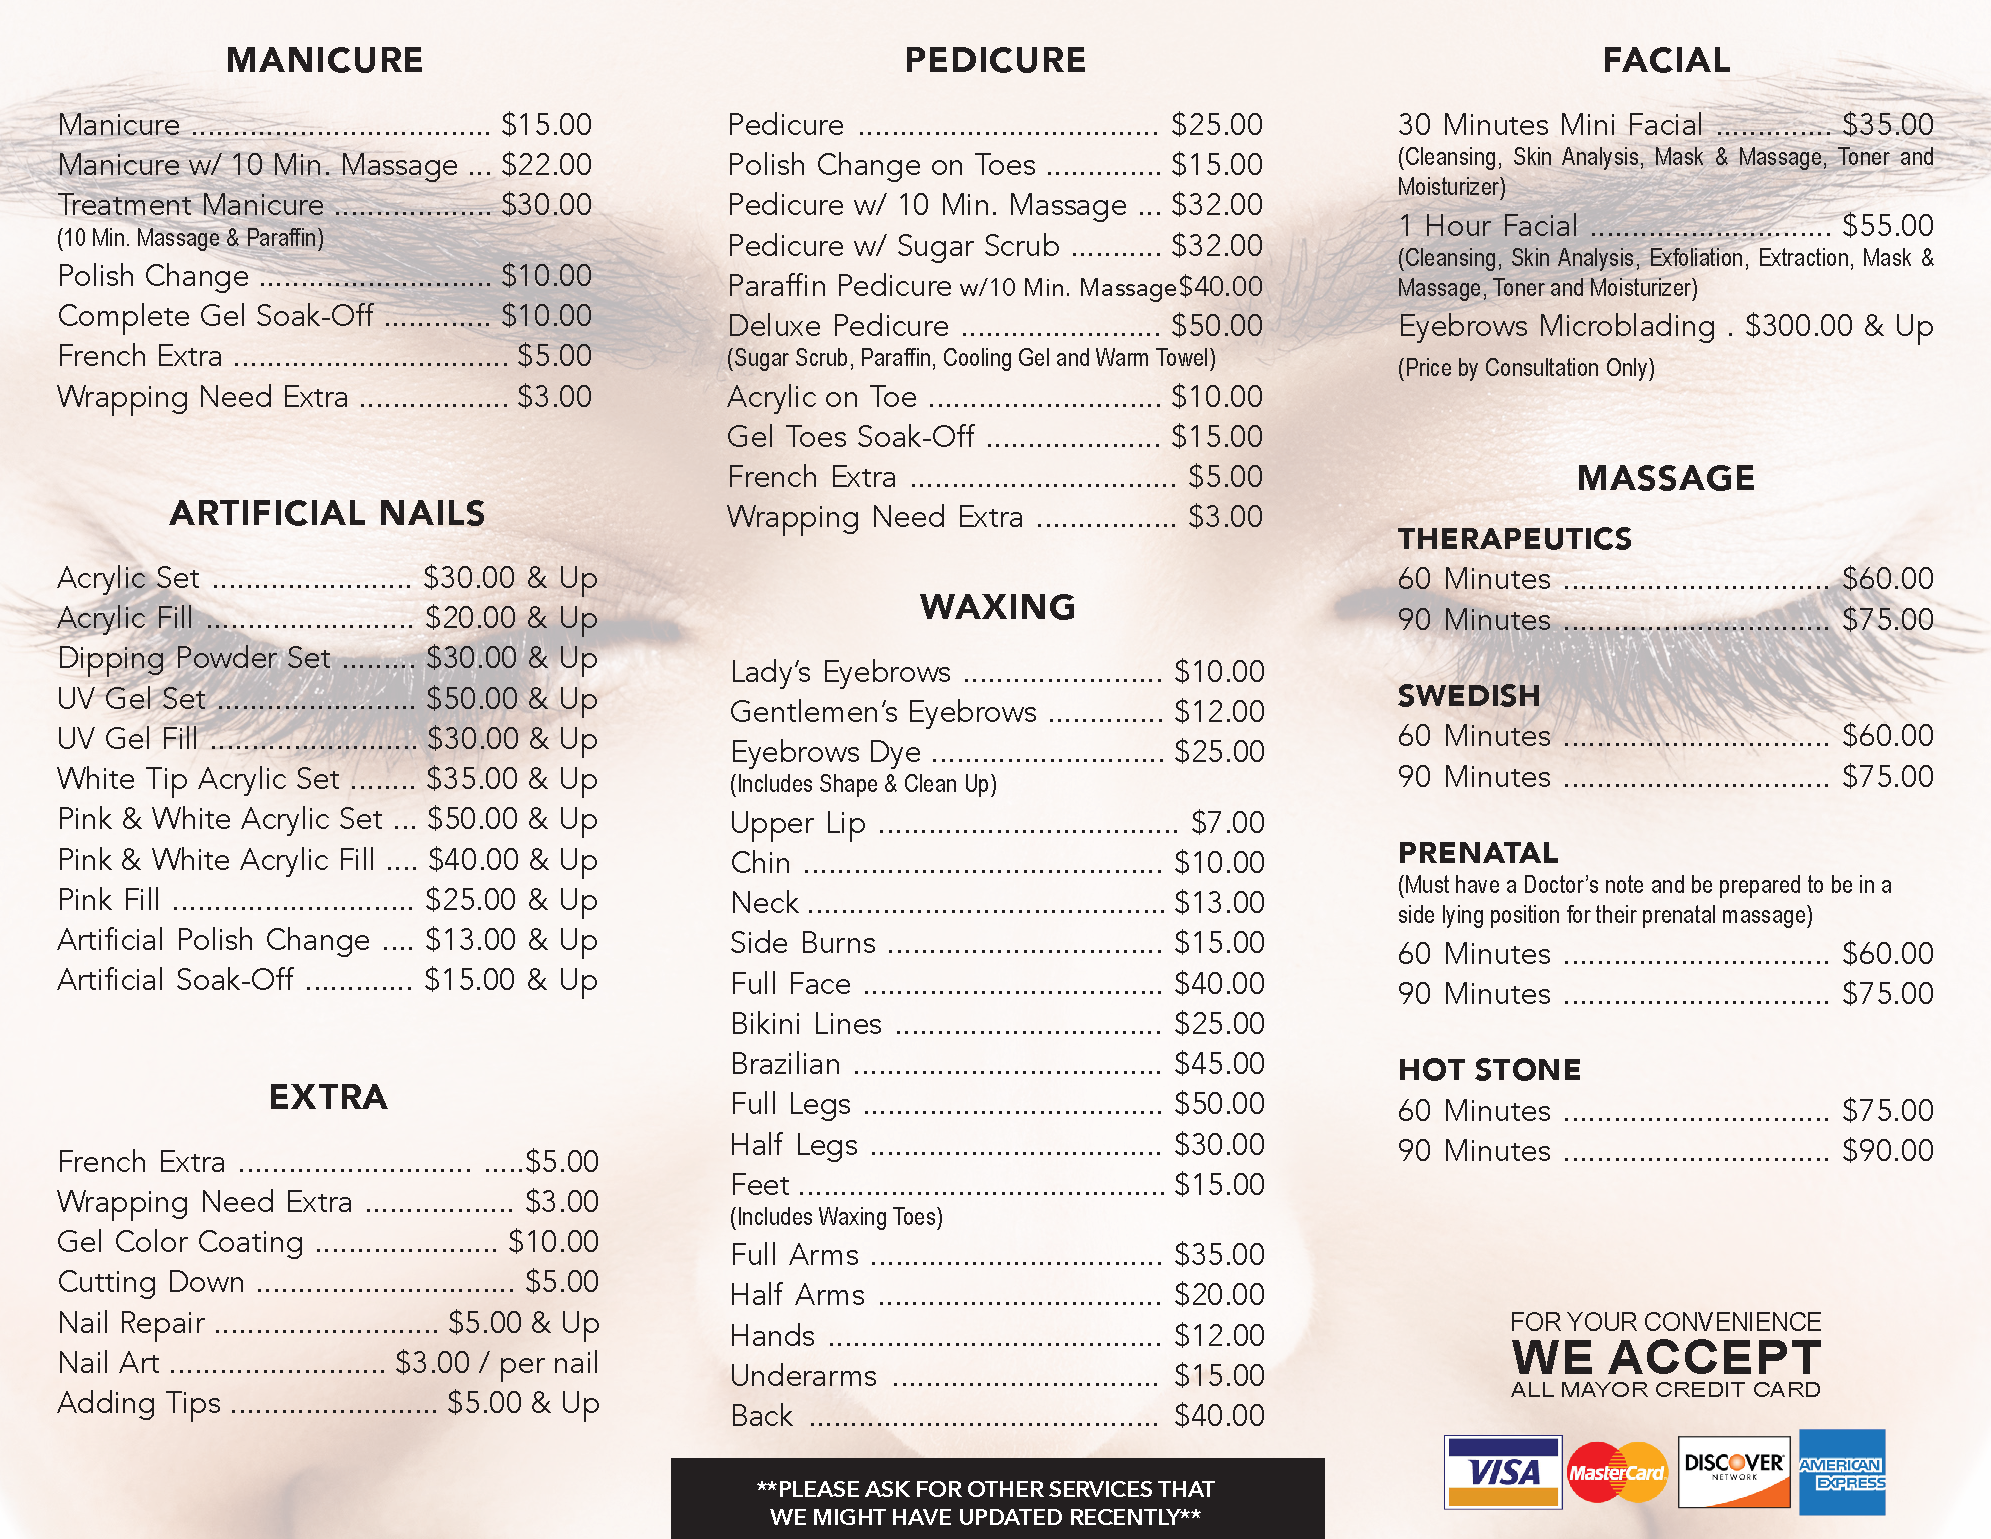 MANICURE
Manicure .................................... $15.00
Manicure w/ 10 Min. Massage ... $22.00
Treatment Manicure ................... $30.00
(10 Min. Massage & Paraffin)
Polish Change ............................ $10.00
Complete Gel Soak-Off ............. $10.00
French Extra ................................. $5.00
Wrapping Need Extra .................. $3.00
ARTIFICIAL NAILS
Acrylic Set ........................ $30.00 & Up
Acrylic Fill ......................... $20.00 & Up
Dipping Powder Set ......... $30.00 & Up
UV Gel Set ........................ $50.00 & Up
UV Gel Fill ......................... $30.00 & Up
White Tip Acrylic Set ........ $35.00 & Up
Pink & White Acrylic Set ... $50.00 & Up
Pink & White Acrylic Fill .... $40.00 & Up
Pink Fill ............................. $25.00 & Up
Artificial Polish Change .... $13.00 & Up
Artificial Soak-Off ............. $15.00 & Up
EXTRA
French Extra ............................ .....$5.00
Wrapping Need Extra .................. $3.00
Gel Color Coating ...................... $10.00
Cutting Down ............................... $5.00
Nail Repair ........................... $5.00 & Up
Nail Art .......................... $3.00 / per nail
Adding Tips ......................... $5.00 & Up
PEDICURE
Pedicure .................................... $25.00
Polish Change on Toes .............. $15.00
Pedicure w/ 10 Min. Massage ... $32.00
Pedicure w/ Sugar Scrub ........... $32.00
Paraffin Pedicure w/10 Min. Massage$40.00
Deluxe Pedicure ........................ $50.00
(Sugar Scrub, Paraffin, Cooling Gel and Warm Towel)
Acrylic on Toe ............................ $10.00
Gel Toes Soak-Off ..................... $15.00
French Extra ................................ $5.00
Wrapping Need Extra ................. $3.00
WAXING
Lady's Eyebrows ........................ $10.00
Gentlemen's Eyebrows .............. $12.00
Eyebrows Dye ............................ $25.00
(Includes Shape & Clean Up)
Upper Lip .................................... $7.00
Chin ........................................... $10.00
Neck ........................................... $13.00
Side Burns ................................. $15.00
Full Face .................................... $40.00
Bikini Lines ................................ $25.00
Brazilian ..................................... $45.00
Full Legs .................................... $50.00
Half Legs ................................... $30.00
Feet ............................................ $15.00
(Includes Waxing Toes)
Full Arms ................................... $35.00
Half Arms .................................. $20.00
Hands ........................................ $12.00
Underarms ................................ $15.00
Back .......................................... $40.00
**PLEASE ASK FOR OTHER SERVICES THAT
WE MIGHT HAVE UPDATED RECENTLY**
FACIAL
30 Minutes Mini Facial .............. $35.00
(Cleansing, Skin Analysis, Mask & Massage, Toner and
Moisturizer)
1 Hour Facial ............................. $55.00
(Cleansing, Skin Analysis, Exfoliation, Extraction, Mask &
Massage, Toner and Moisturizer)
Eyebrows Microblading . $300.00 & Up
(Price by Consultation Only)
MASSAGE
THERAPEUTICS
60 Minutes ................................ $60.00
90 Minutes ................................ $75.00
SWEDISH
60 Minutes ................................ $60.00
90 Minutes ................................ $75.00
PRENATAL
(Must have a Doctor's note and be prepared to be in a
side lying position for their prenatal massage)
60 Minutes ................................ $60.00
90 Minutes ................................ $75.00
HOT STONE
60 Minutes ................................ $75.00
90 Minutes ................................ $90.00
FOR YOUR CONVENIENCE
WE ACCEPT
ALL MAYOR CREDIT CARD
VISA
MasterCard
DISCOVER
NETWORK
AMERICAN
EXPRESS